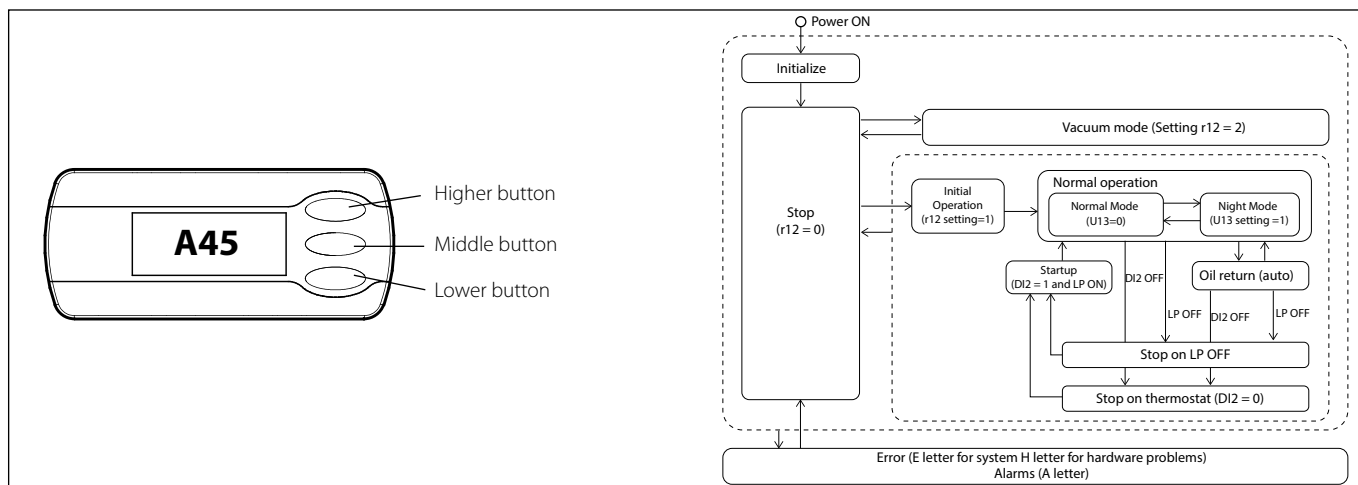 A45
Higher button
Middle button
Lower button
Power ON
Initialize
Stop
(r12 = 0)
Vacuum mode (Setting r12 = 2)
Initial
Operation
(r12 setting=1)
Normal operation
Normal Mode
(U13=0)
Night Mode
(U13 setting =1)
Startup
(DI2 = 1 and LP ON)
Oil return (auto)
DI2 OFF
LP OFF
DI2 OFF
LP OFF
Stop on LP OFF
Stop on thermostat (DI2 = 0)
Error (E letter for system H letter for hardware problems)
Alarms (A letter)